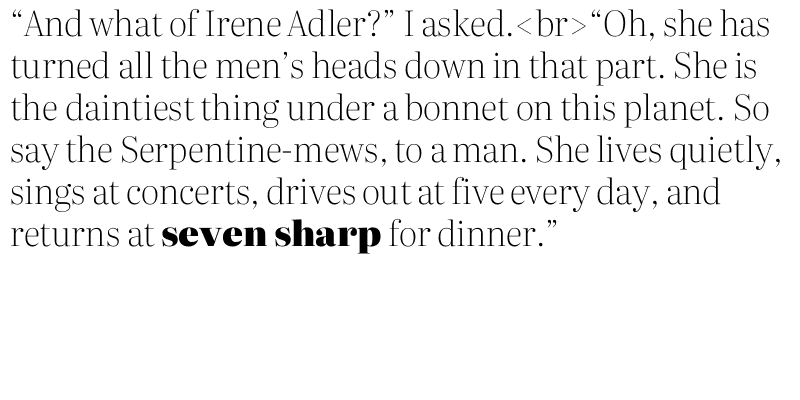 “And what of Irene Adler?” I asked.<br>“Oh, she has
turned all the men’s heads down in that part. She is
the daintiest thing under a bonnet on this planet. So
say the Serpentine-mews, to a man. She lives quietly,
sings at concerts, drives out at five every day, and
returns at seven sharp for dinner.”